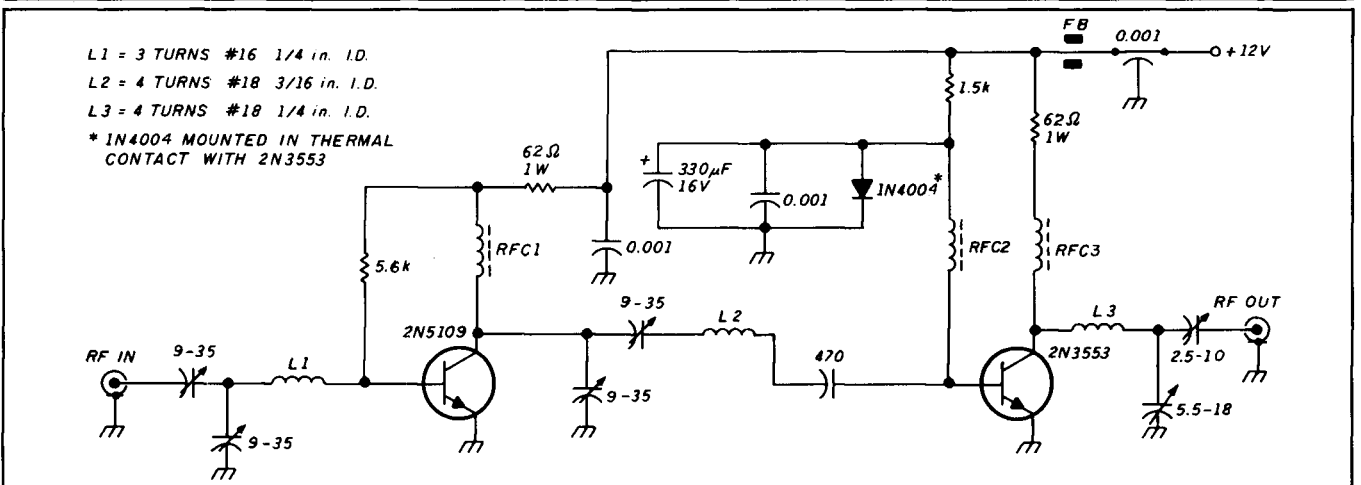 L1 = 3 TURNS #16 1/4 in. I.D.
L2 = 4 TURNS #18 3/16 in. I.D.
L3 = 4 TURNS #18 1/4 in. I.D.
* 1N4004 MOUNTED IN THERMAL
CONTACT WITH 2N3553
FB
0.001
+12V
1.5k
62Ω
1W
62Ω
1W
+
330µF
16V
0.001
1N4004*
RFC1
0.001
RFC2
RFC3
5.6k
9-35
L2
RF OUT
2N5109
L3
RF IN
9-35
L1
470
2N3553
2.5-10
9-35
5.5-18
9-35